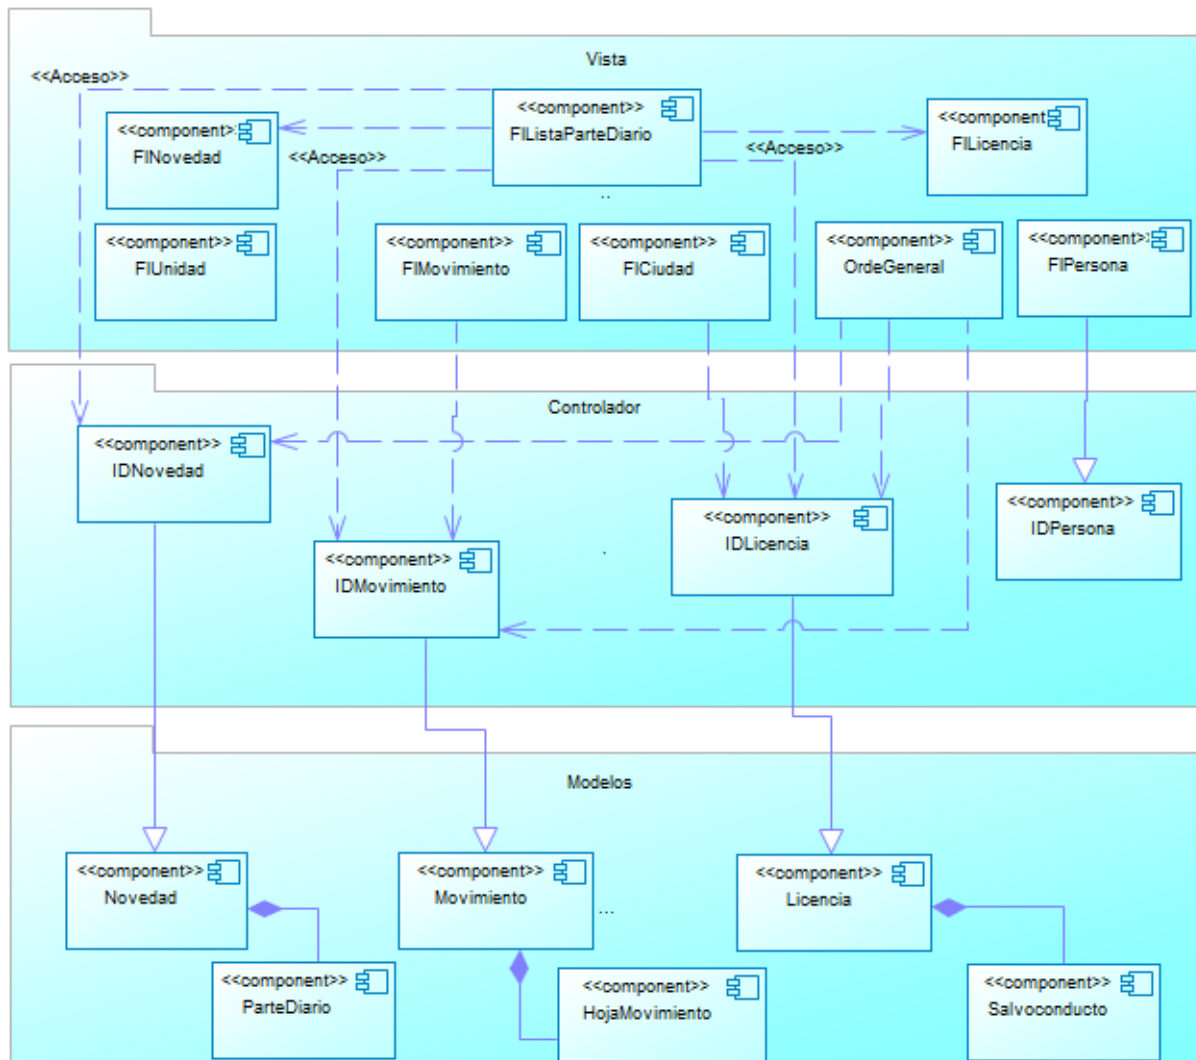 Vista
<<Acceso>>
<<component>>
FIListaParteDiario
<<component>>
FINovedad
<<Acceso>>
<<Acceso>>
<<component
FILicencia
..
<<component>>
FIUnidad
<<component>>
FIMovimiento
<<component>>
FICiudad
<<component>>
OrdeGeneral
<<component>>
FIPersona
Controlador
<<component>>
IDNovedad
<<component>>
IDMovimiento
.
<<component>>
IDLicencia
<<component>>
IDPersona
Modelos
<<component>>
Novedad
<<component>>
Movimiento
...
<<component>>
Licencia
<<component>>
ParteDiario
<<component>>
HojaMovimiento
<<component>>
Salvoconducto